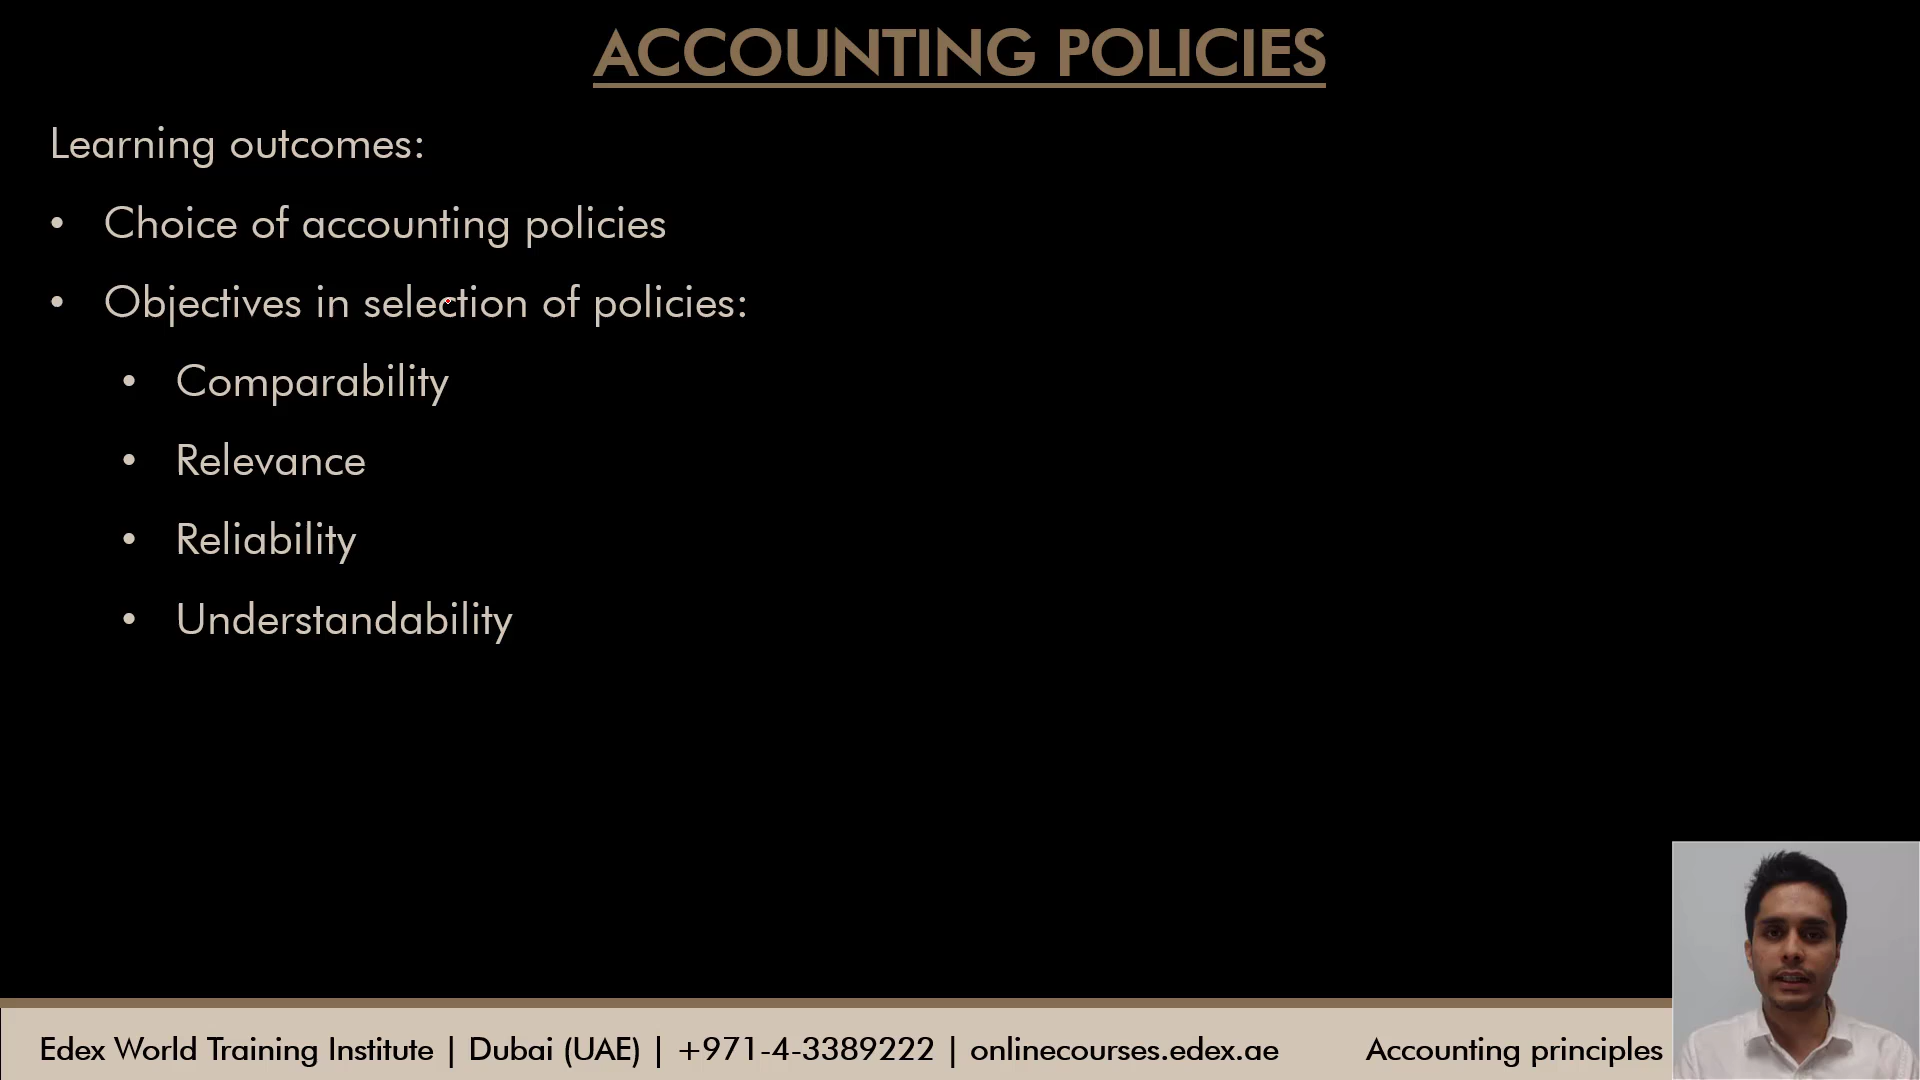 ACCOUNTING POLICIES
Learning outcomes:
• Choice of accounting policies
• Objectives in selection of policies:
• Comparability
• Relevance
• Reliability
• Understandability
Edex World Training Institute | Dubai (UAE) | +971-4-3389222 | onlinecourses.edex.ae Accounting principles